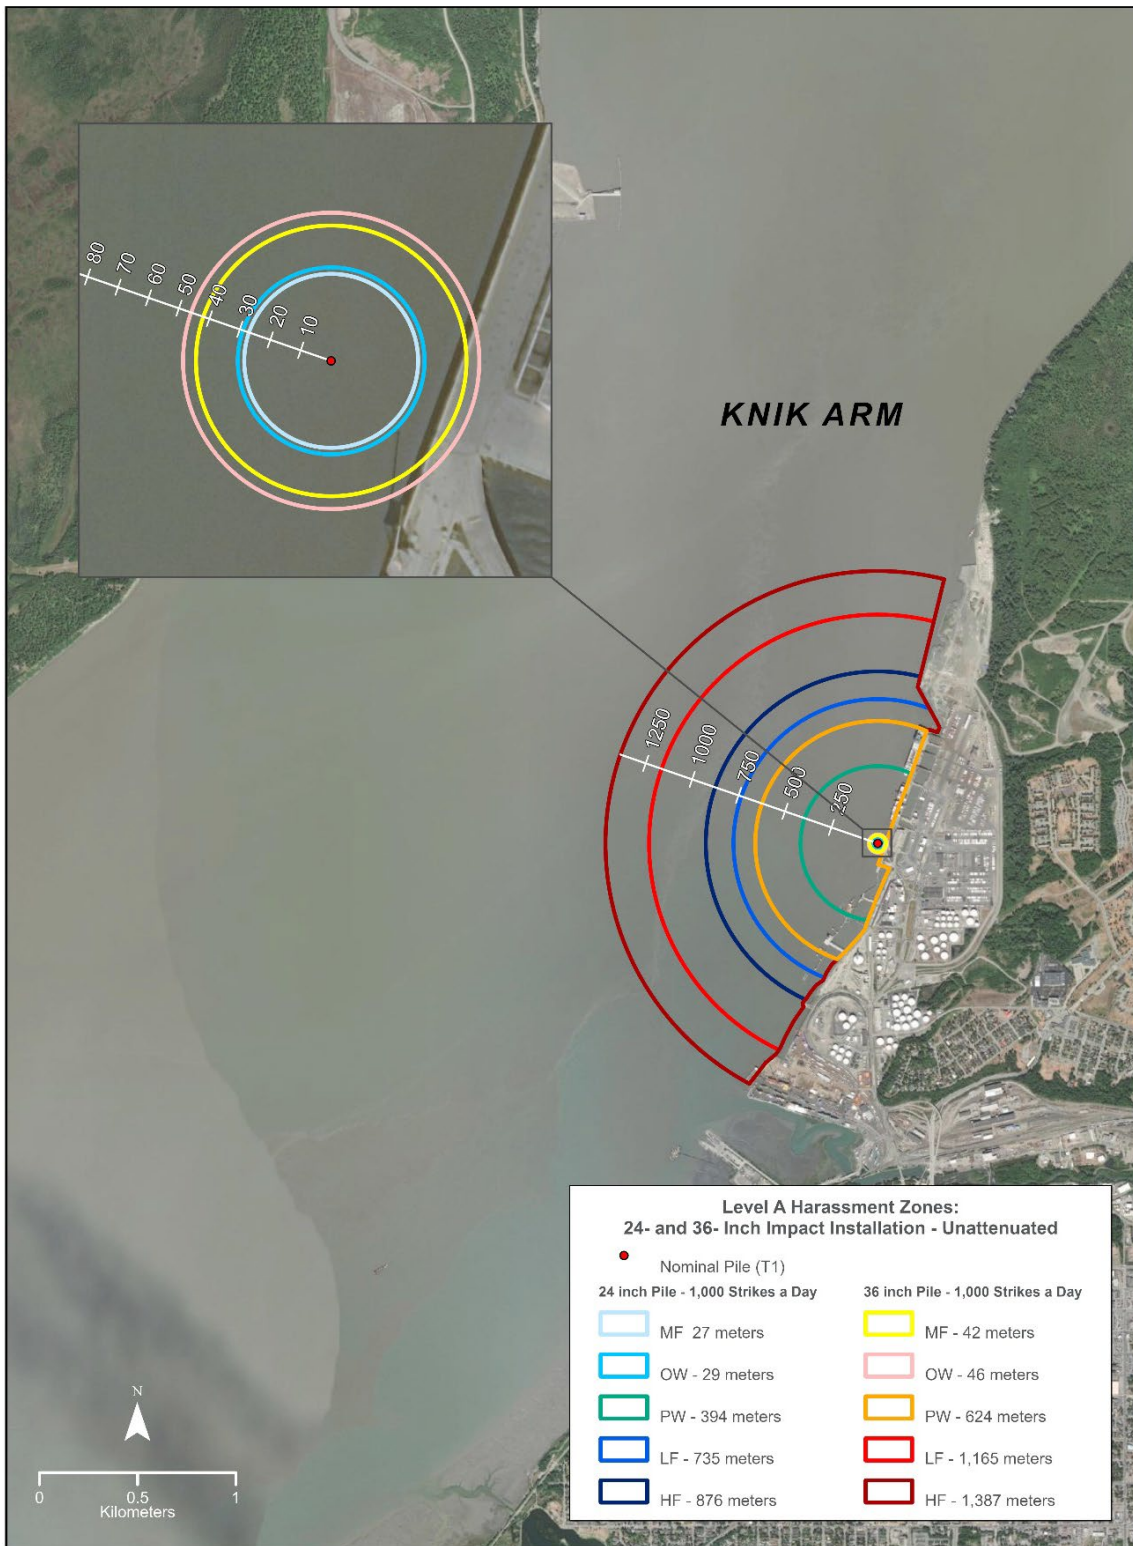 80
70
60
50
40
30
20
10
KNIK ARM
1250
1000
750
500
250
Level A Harassment Zones:
24- and 36- Inch Impact Installation - Unattenuated
Nominal Pile (T1)
24 inch Pile - 1,000 Strikes a Day
MF 27 meters
OW - 29 meters
PW - 394 meters
LF - 735 meters
HF - 876 meters
36 inch Pile - 1,000 Strikes a Day
MF - 42 meters
OW - 46 meters
PW - 624 meters
LF - 1,165 meters
HF - 1,387 meters
N
0 0.5 1
Kilometers